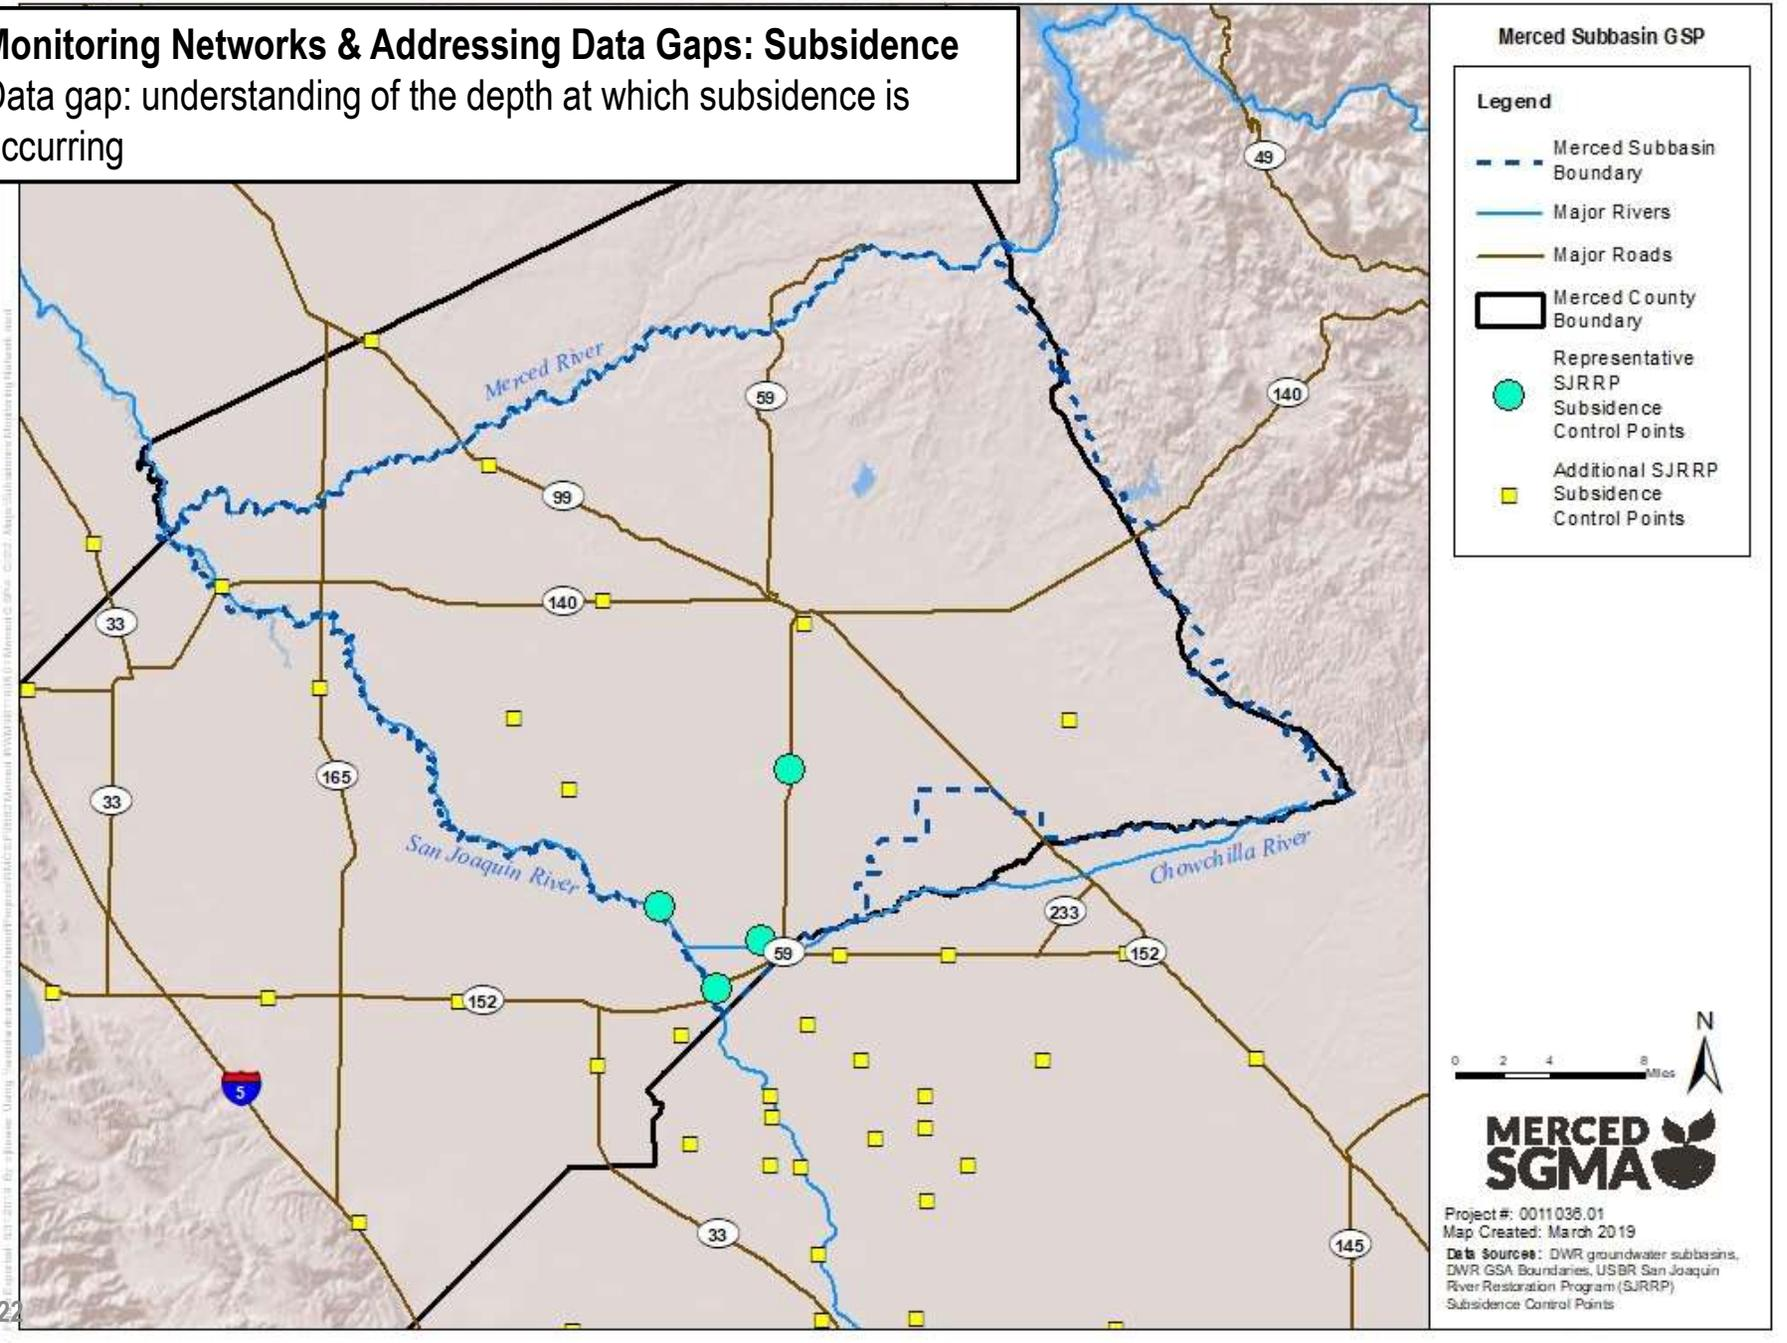 Monitoring Networks & Addressing Data Gaps: Subsidence
Data gap: understanding of the depth at which subsidence is
occurring
Merced Subbasin GSP
Legend
Merced Subbasin
Boundary
Major Rivers
Major Roads
Merced County
Boundary
Representative
SJRRP
Subsidence
Control Points
Additional SJRRP
Subsidence
Control Points
49
Merced River
59
140
99
140
33
165
33
San Joaquin River
Chowchilla River
233
59
152
152
5
33
145
N
0 2 4 8
Miles
MERCED
SGMA
Project #: 0011036.01
Map Created: March 2019
Data Sources: DWR groundwater subbasins,
DWR GSA Boundaries, USBR San Joaquin
River Restoration Program (SJRRP)
Subsidence Control Points
22